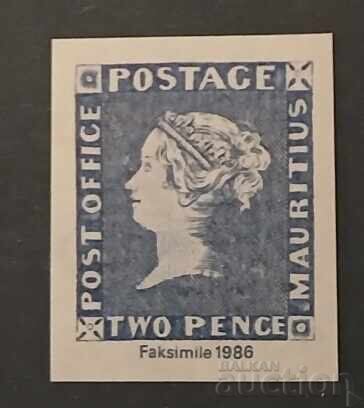 POSTAGE
POST OFFICE
MAURITIUS
TWO PENCE
Faksimile 1986
BALKAN
auction